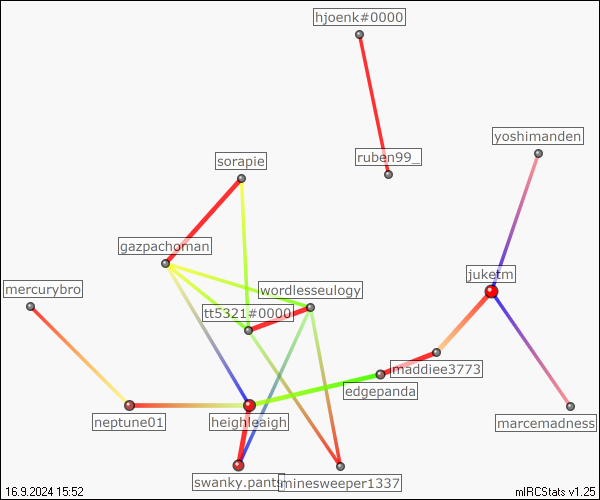 hjoenk#0000
yoshimanden
sorapie
ruben99_
gazpachoman
juketm
mercurybro
wordlesseulogy
tt5321#0000
maddiee3773
edgepanda
neptune01
heighleaigh
marcemadness
swanky.pants
minesweeper1337
16.9.2024 15:52
mIRCStats v1.25